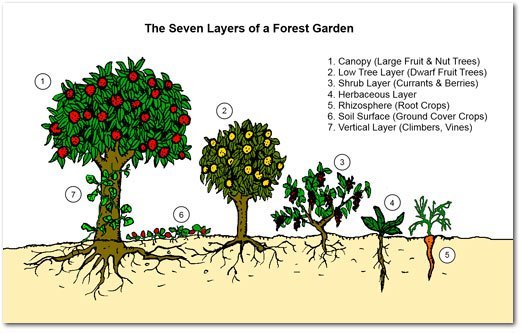 The Seven Layers of a Forest Garden
1. Canopy (Large Fruit & Nut Trees)
2. Low Tree Layer (Dwarf Fruit Trees)
3. Shrub Layer (Currants & Berries)
4. Herbaceous Layer
5. Rhizosphere (Root Crops)
6. Soil Surface (Ground Cover Crops)
7. Vertical Layer (Climbers, Vines)
1
2
3
7
6
4
5